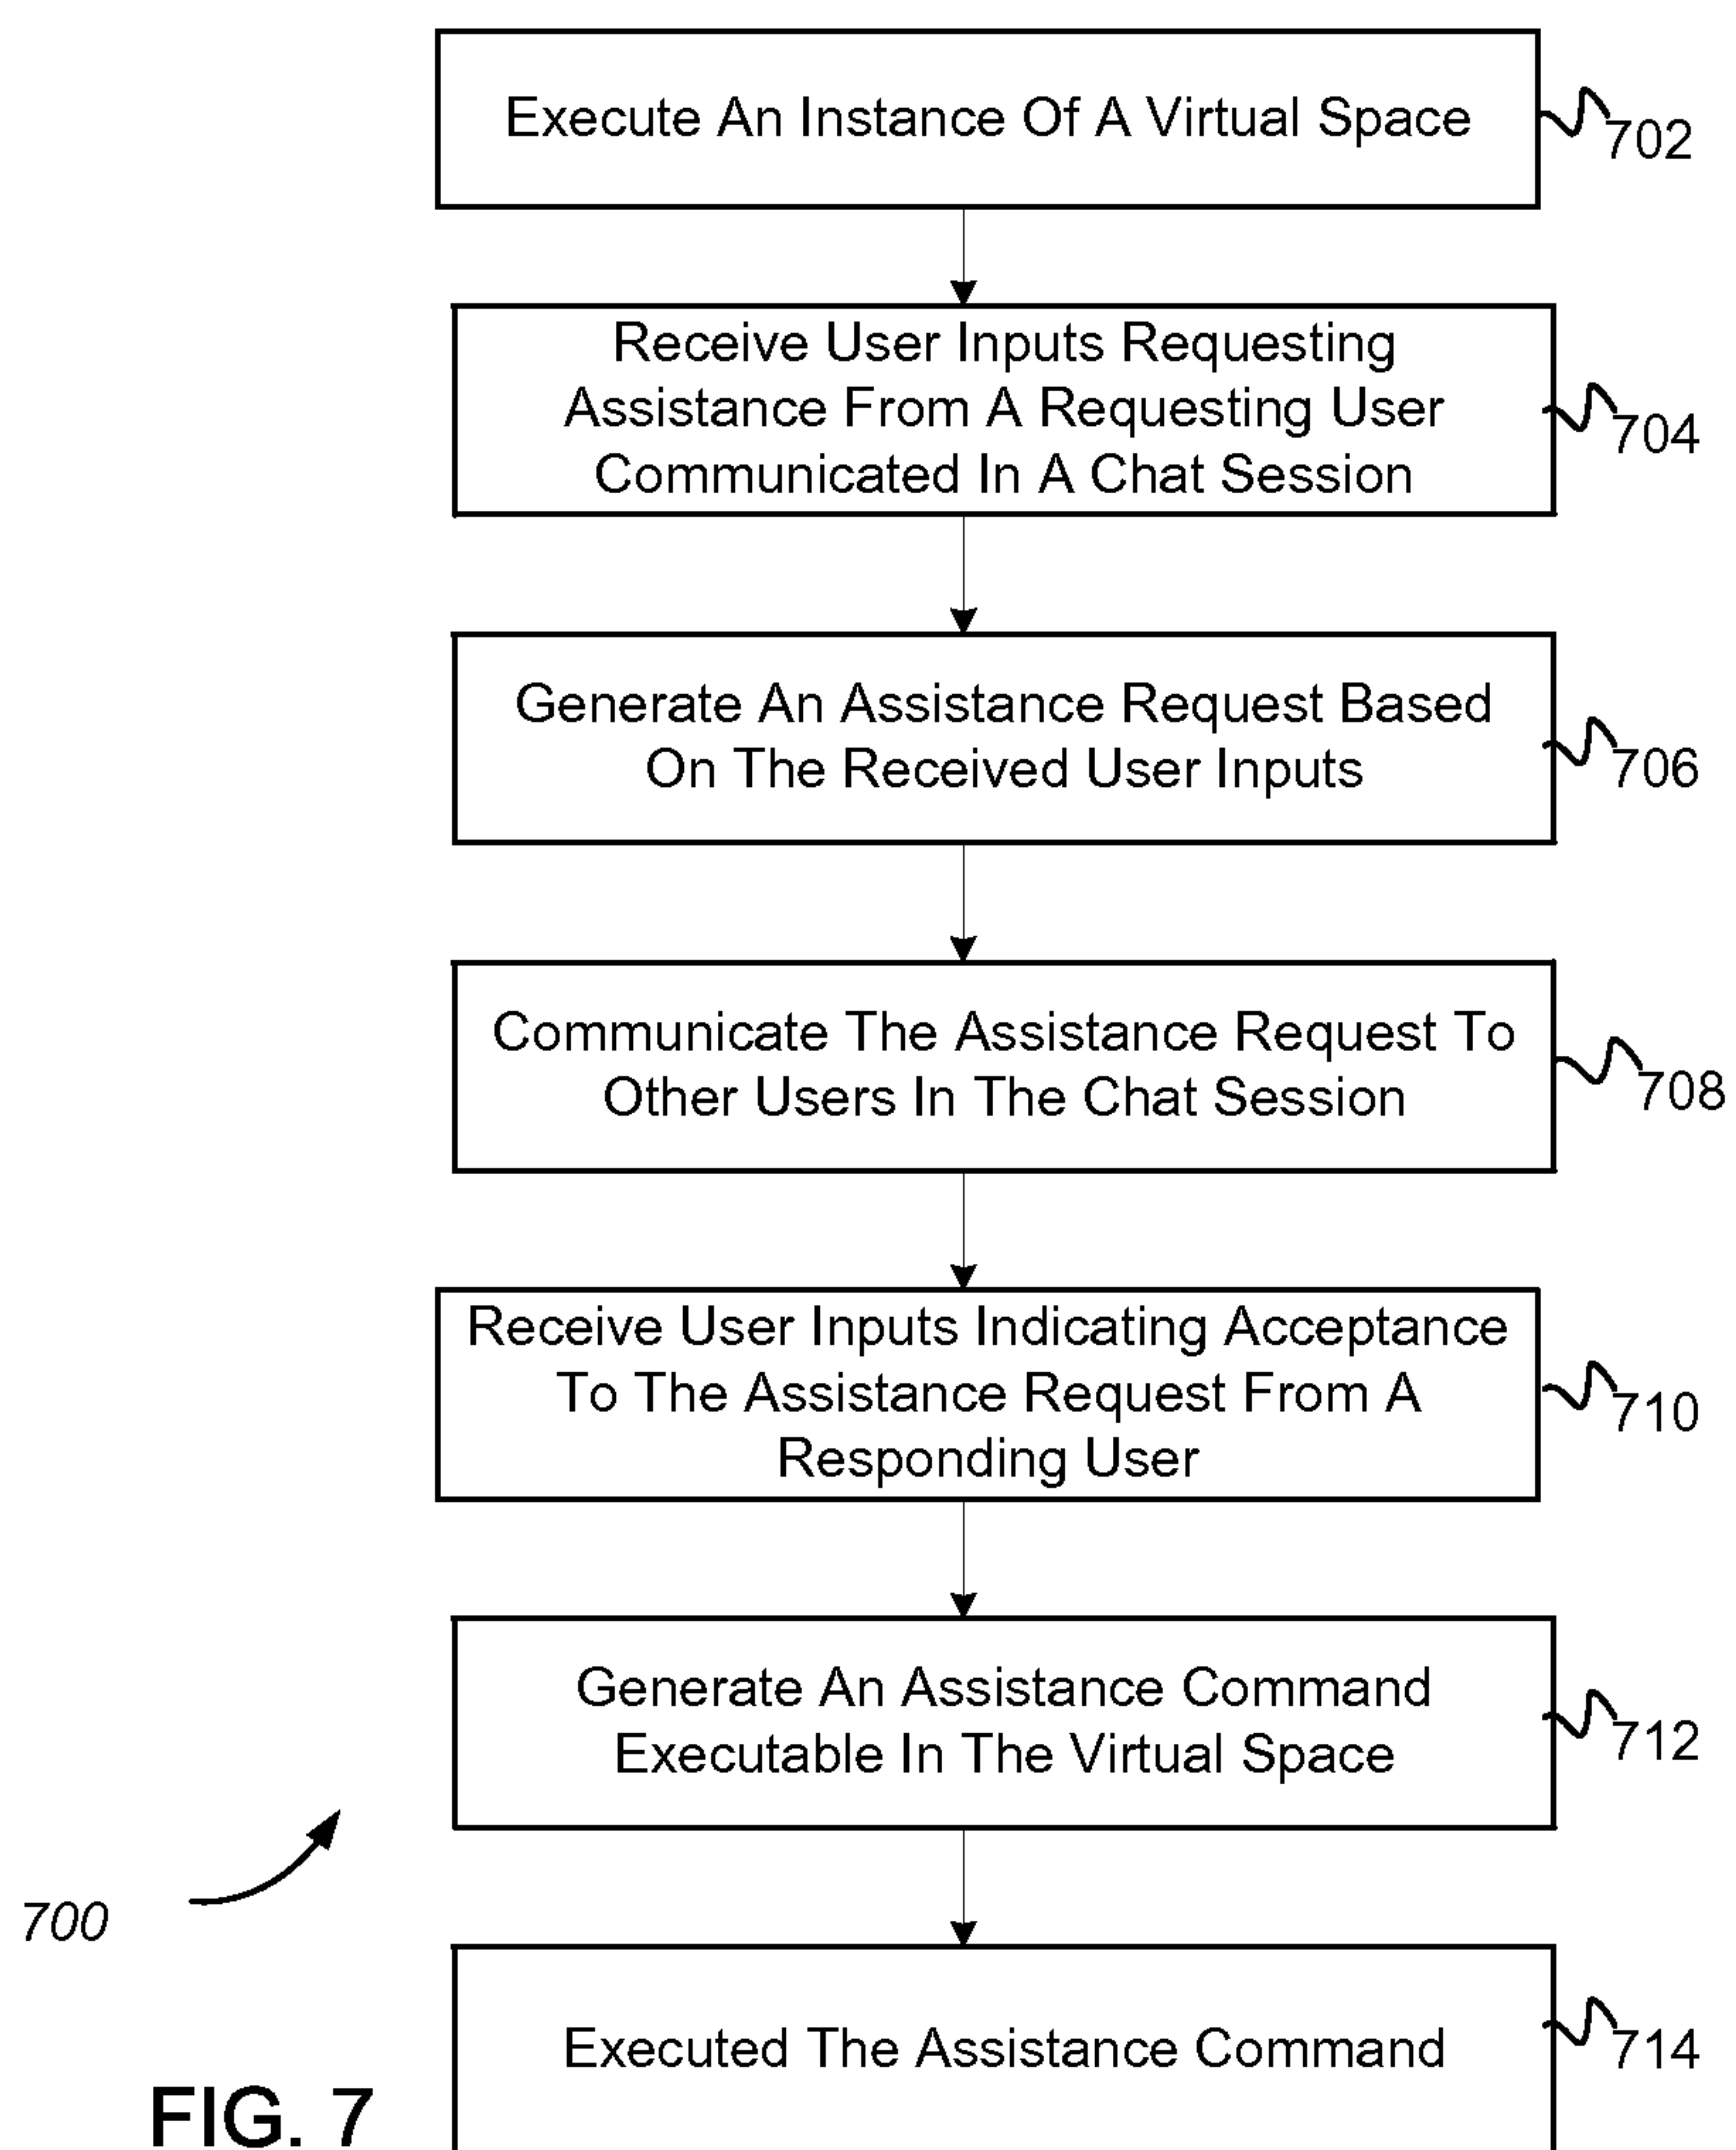 Execute An Instance Of A Virtual Space
702
Receive User Inputs Requesting
Assistance From A Requesting User
Communicated In A Chat Session
704
Generate An Assistance Request Based
On The Received User Inputs
706
Communicate The Assistance Request To
Other Users In The Chat Session
708
Receive User Inputs Indicating Acceptance
To The Assistance Request From A
Responding User
710
Generate An Assistance Command
Executable In The Virtual Space
712
700
Executed The Assistance Command
714
FIG. 7